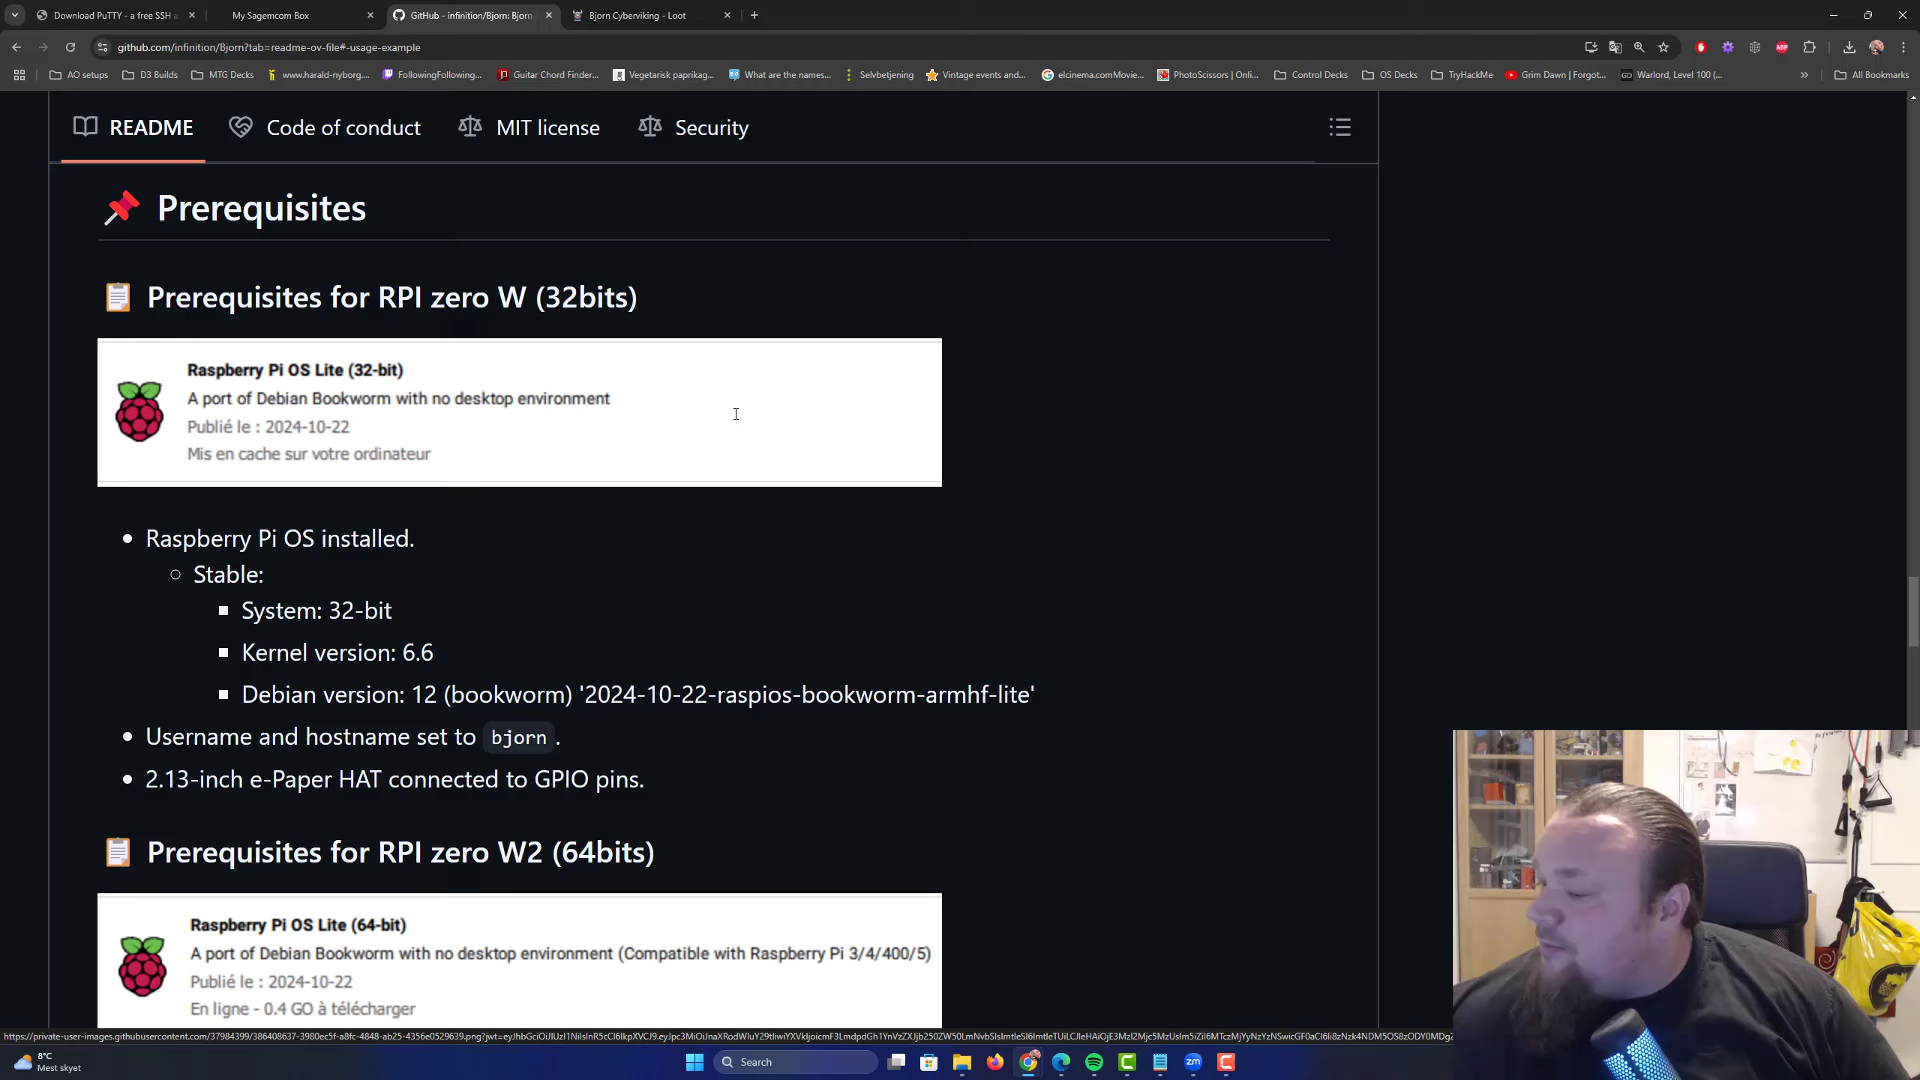 Download PuTTY - a free SSH a
My Sagemcom Box
GitHub - infinition/Bjorn: Bjorn
Bjorn Cyberviking - Loot
github.com/infinition/Bjorn?tab=readme-ov-file#-usage-example
AO setups
D3 Builds
MTG Decks
www.harald-nyborg....
FollowingFollowing...
Guitar Chord Finder...
Vegetarisk paprikag...
What are the names...
Selvbetjening
Vintage events and...
elcinema.comMovie...
PhotoScissors | Onli...
Control Decks
OS Decks
TryHackMe
Grim Dawn | Forgot...
Warlord, Level 100 (...
All Bookmarks
README
Code of conduct
MIT license
Security
Prerequisites
Prerequisites for RPI zero W (32bits)
Raspberry Pi OS Lite (32-bit)
A port of Debian Bookworm with no desktop environment
Publié le : 2024-10-22
Mis en cache sur votre ordinateur
Raspberry Pi OS installed.
Stable:
System: 32-bit
Kernel version: 6.6
Debian version: 12 (bookworm) '2024-10-22-raspios-bookworm-armhf-lite'
Username and hostname set to bjorn.
2.13-inch e-Paper HAT connected to GPIO pins.
Prerequisites for RPI zero W2 (64bits)
Raspberry Pi OS Lite (64-bit)
A port of Debian Bookworm with no desktop environment (Compatible with Raspberry Pi 3/4/400/5)
Publié le : 2024-10-22
En ligne - 0.4 GO à télécharger
8°C
Mest skyet
Search